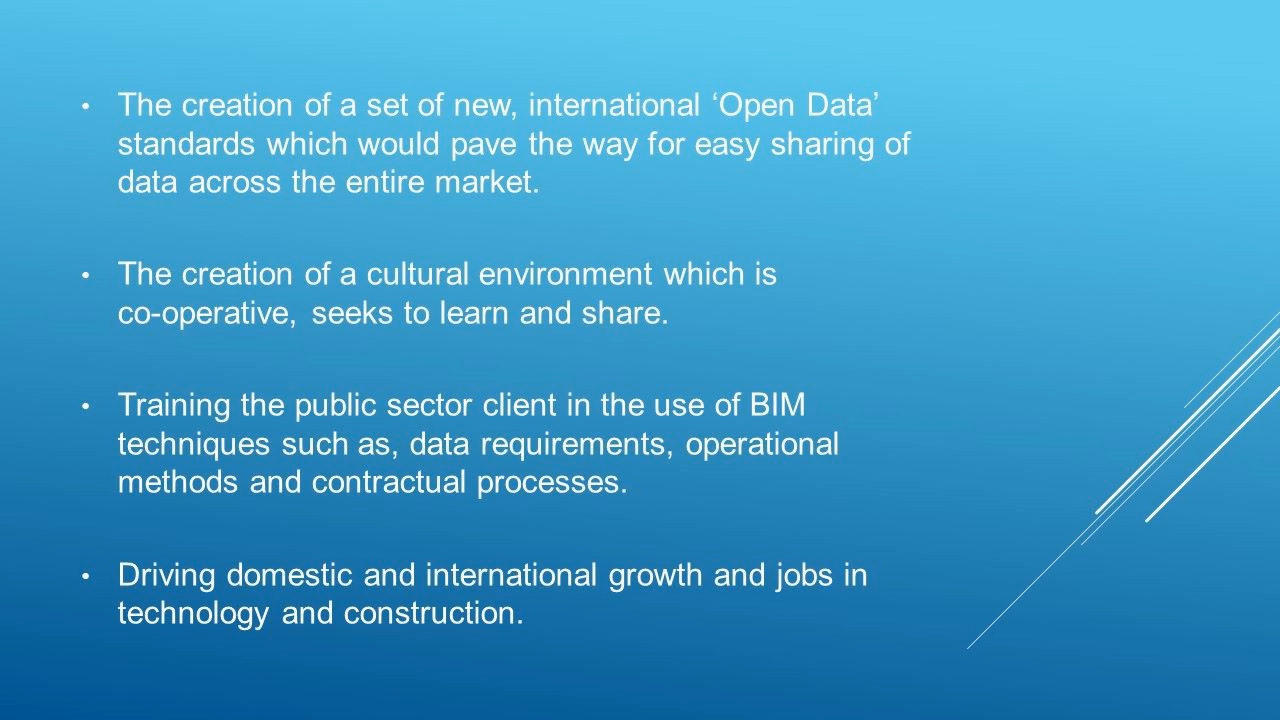 • The creation of a set of new, international ‘Open Data’
standards which would pave the way for easy sharing of
data across the entire market.
• The creation of a cultural environment which is
co-operative, seeks to learn and share.
• Training the public sector client in the use of BIM
techniques such as, data requirements, operational
methods and contractual processes.
• Driving domestic and international growth and jobs in
technology and construction.